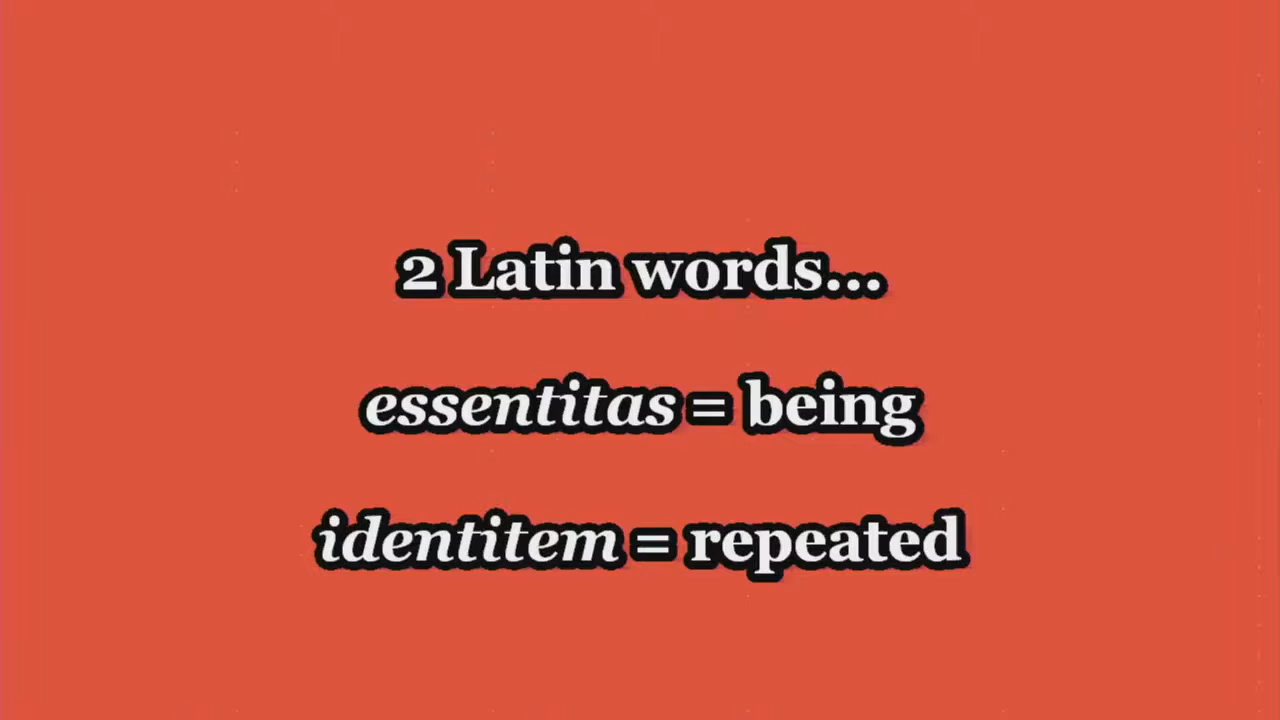 2 Latin words...
essentitas = being
identitem = repeated